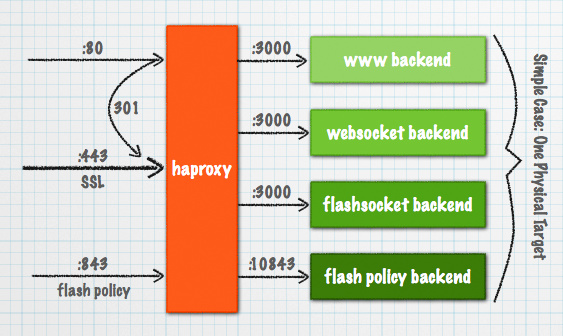 :80
301
:443
SSL
:843
flash policy
haproxy
:3000
www backend
:3000
websocket backend
:3000
flashsocket backend
:10843
flash policy backend
Simple Case: One Physical Target